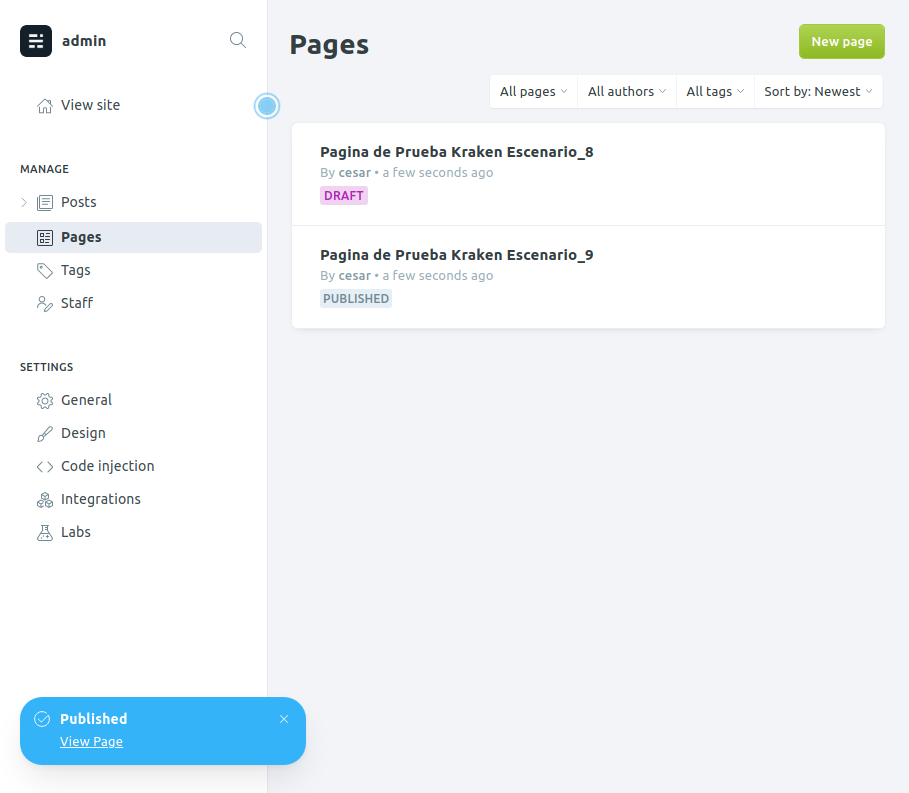 admin
View site
MANAGE
Posts
Pages
Tags
Staff
SETTINGS
General
Design
Code injection
Integrations
Labs
Published
View Page
Pages
New page
All pages All authors All tags Sort by: Newest
Pagina de Prueba Kraken Escenario_8
By cesar • a few seconds ago
DRAFT
Pagina de Prueba Kraken Escenario_9
By cesar • a few seconds ago
PUBLISHED